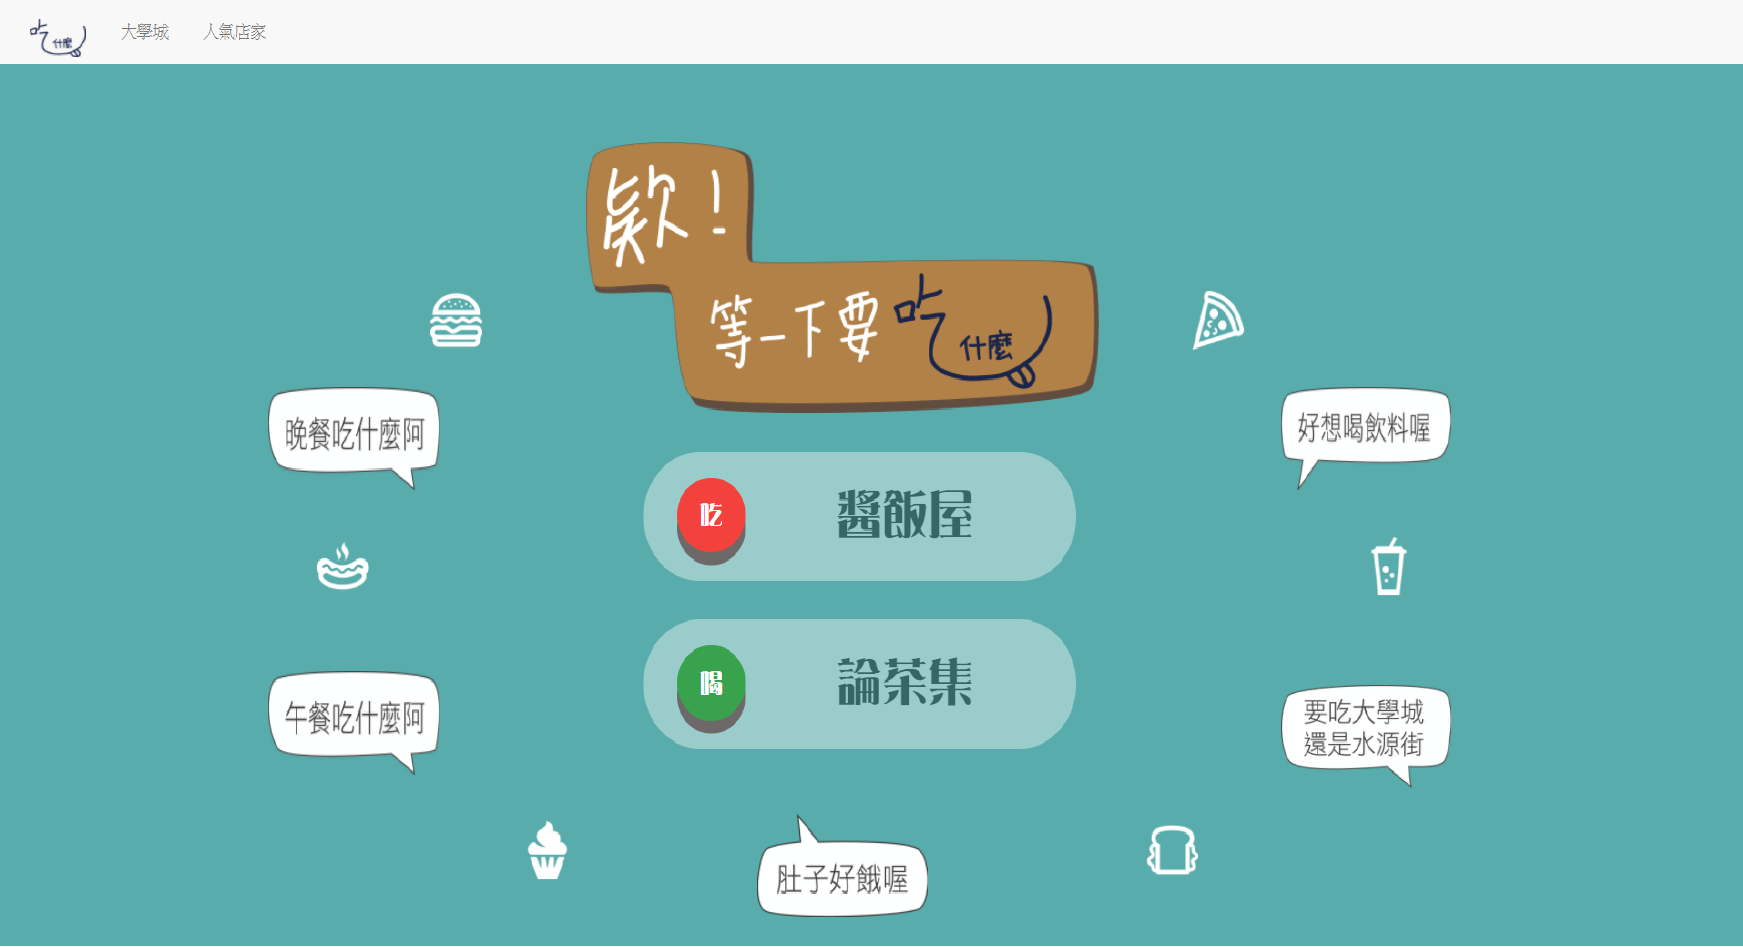 吃什麼
大學城
人氣店家
欸！
等一下要吃什麼
晚餐吃什麼阿
好想喝飲料喔
吃
醬飯屋
喝
論茶集
午餐吃什麼阿
要吃大學城
還是水源街
肚子好餓喔